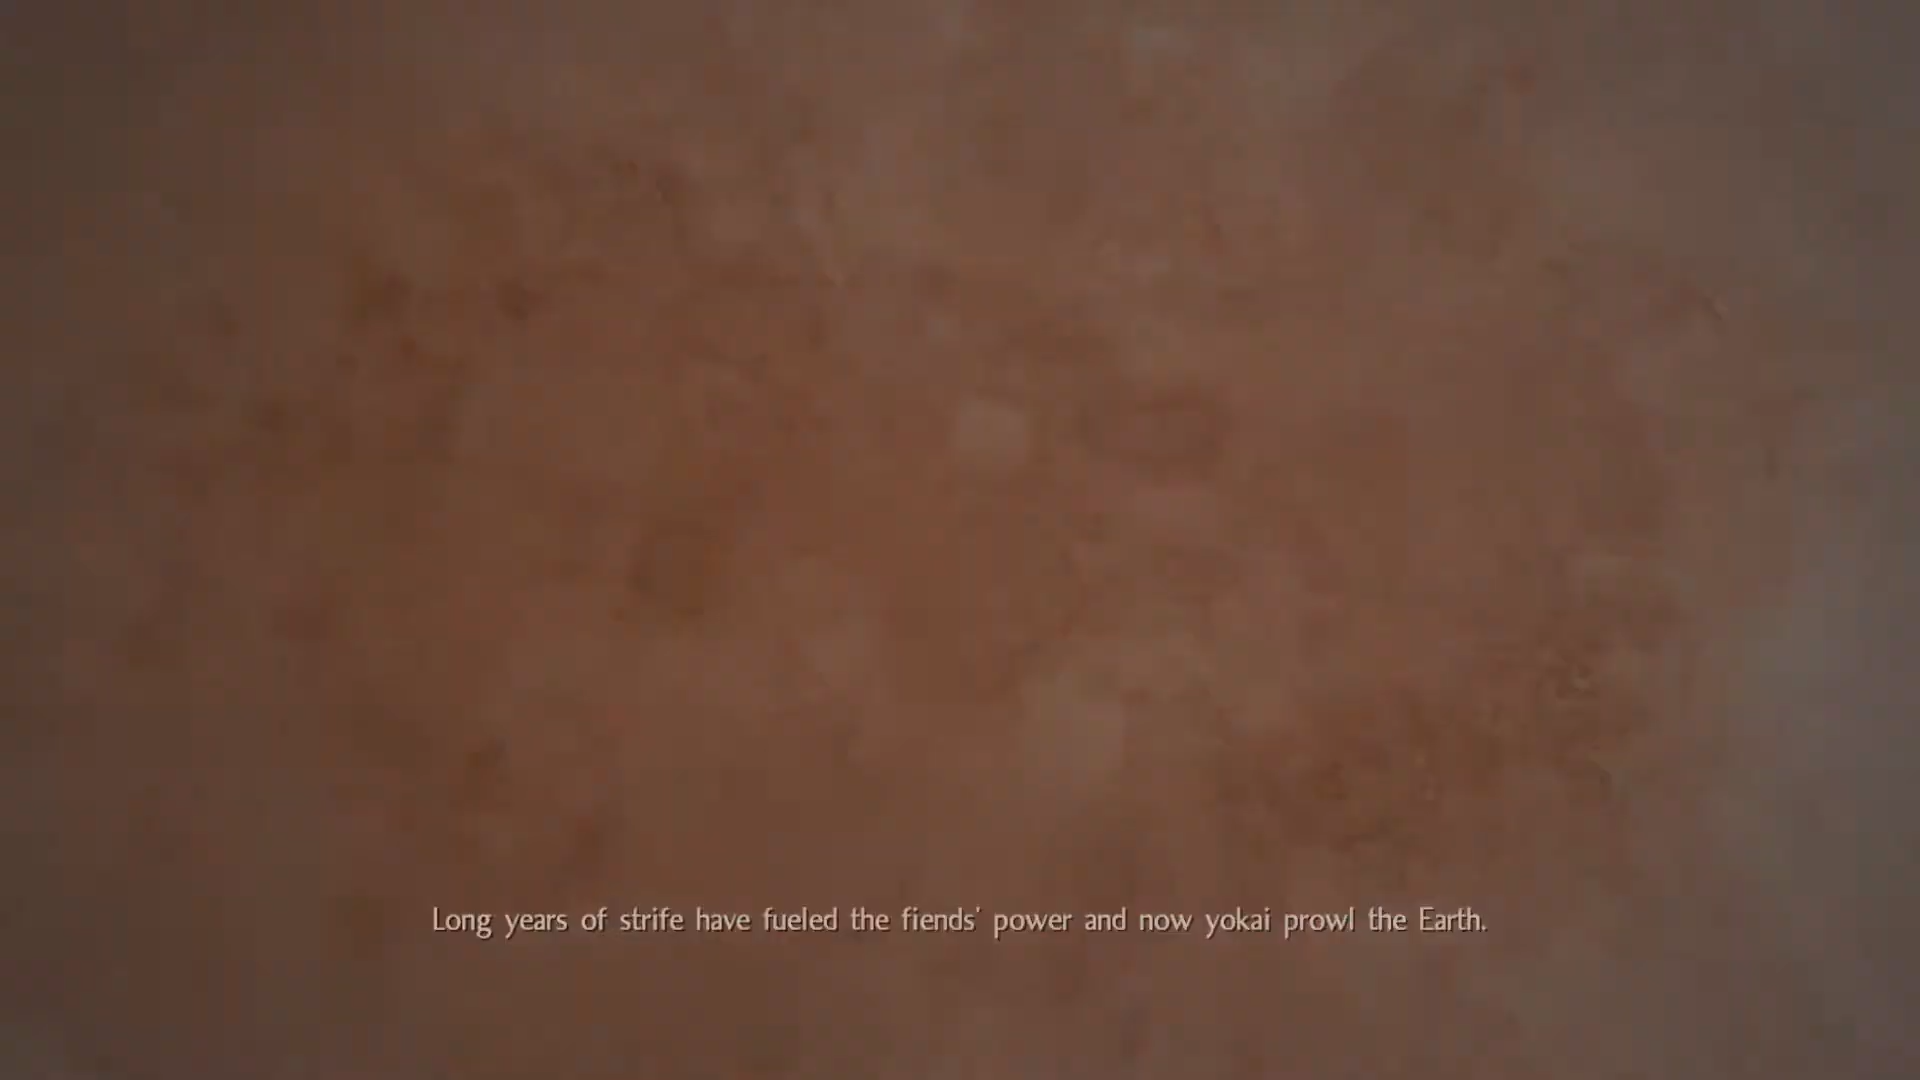 Long years of strife have fueled the fiends' power and now yokai prowl the Earth.